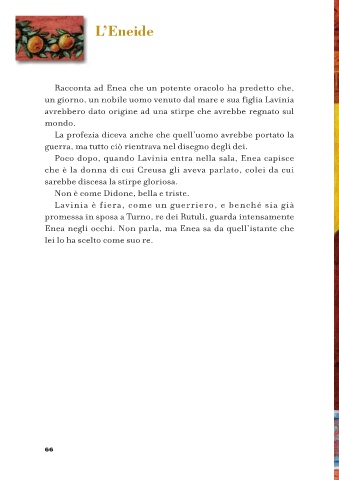 L'Eneide
Racconta ad Enea che un potente oracolo ha predetto che,
un giorno, un nobile uomo venuto dal mare e sua figlia Lavinia
avrebbero dato origine ad una stirpe che avrebbe regnato sul
mondo.
La profezia diceva anche che quell'uomo avrebbe portato la
guerra, ma tutto ciò rientrava nel disegno degli dei.
Poco dopo, quando Lavinia entra nella sala, Enea capisce
che è la donna di cui Creusa gli aveva parlato, colei da cui
sarebbe discesa la stirpe gloriosa.
Non è come Didone, bella e triste.
Lavinia è fiera, come un guerriero, e benché sia già
promessa in sposa a Turno, re dei Rutuli, guarda intensamente
Enea negli occhi. Non parla, ma Enea sa da quell'istante che
lei lo ha scelto come suo re.
66